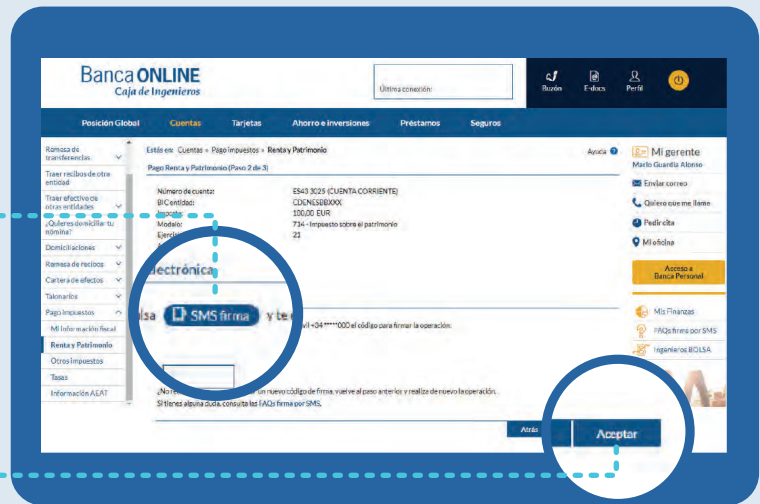 Banca ONLINE
Caja de Ingenieros
Última conexión:
Buzón
E-docs
Perfil
Posición Global
Cuentas
Tarjetas
Ahorro e inversiones
Préstamos
Seguros
Remesa de transferencias
Traer recibos de otra entidad
Traer efectivo de otras entidades
¿Quieres domiciliar tu nómina?
Domiciliaciones
Remesa de recibos
Cartera de efectos
Talonarios
Pago Impuestos
Mi información fiscal
Renta y Patrimonio
Otros impuestos
Tasas
Información AEAT
Estás en: Cuentas » Pago impuestos » Renta y Patrimonio
Ayuda
Pago Renta y Patrimonio (Paso 2 de 3)
Número de cuenta: ES43 3025 (CUENTA CORRIENTE)
BIC entidad: CDENESBBXXX
Importe: 100,00 EUR
Modelo: 714 - Impuesto sobre el patrimonio
21
lectrónica
lsa SMS firma y te
+34 *****000 el código para firmar la operación:
¿No re
un nuevo código de firma, vuelve al paso anterior y realiza de nuevo la operación.
Si tienes alguna duda, consulta las FAQs firma por SMS.
Atrás
Aceptar
Mi gerente
Mario Guardia Alonso
Enviar correo
Quiero que me llame
Pedir cita
Mi oficina
Acceso a
Banca Personal
Mis Finanzas
FAQs firma por SMS
Ingenieros BOLSA